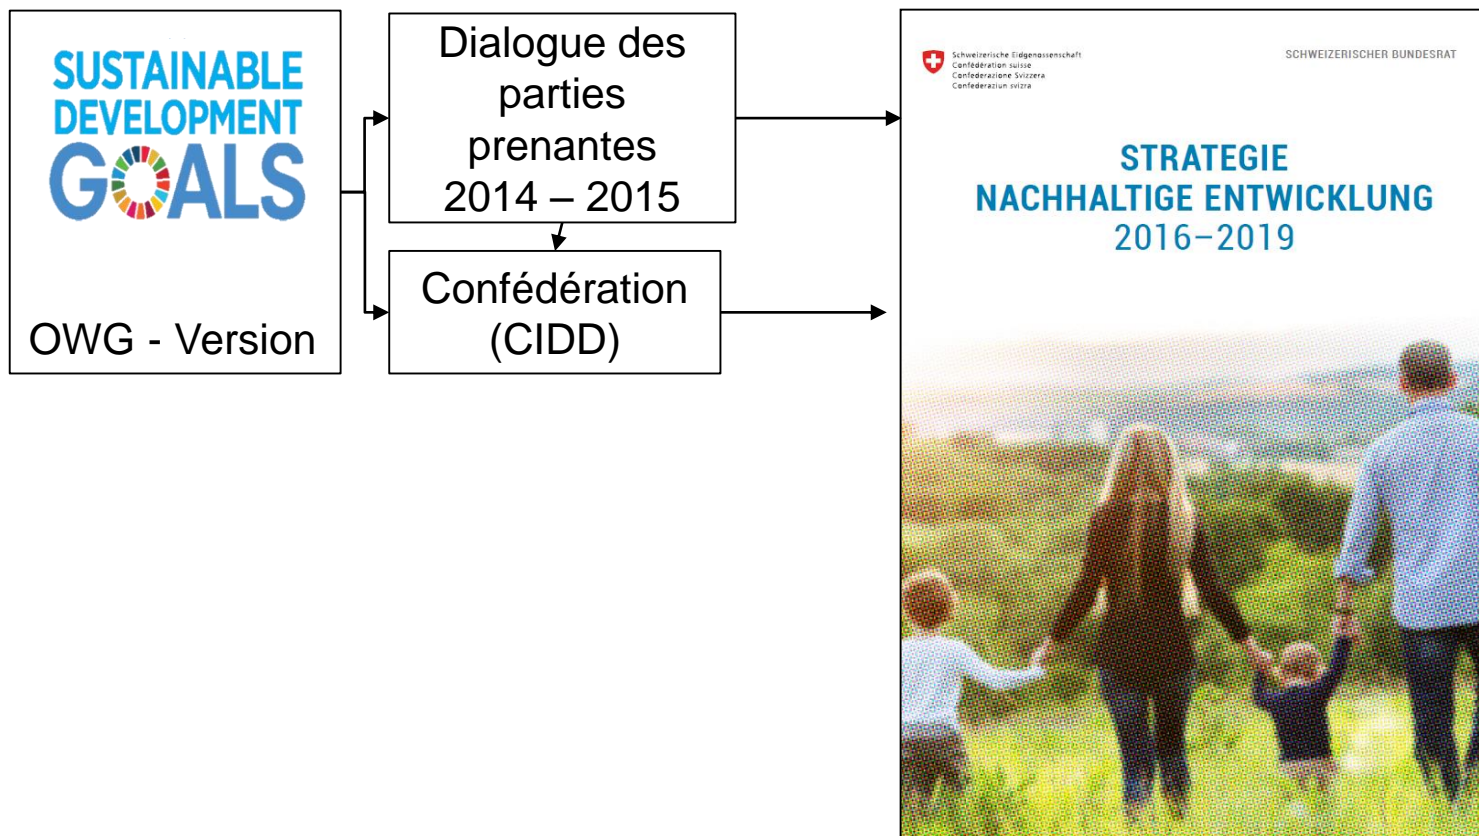 SUSTAINABLE
DEVELOPMENT
GOALS
OWG - Version
Dialogue des
parties
prenantes
2014 – 2015
Confédération
(CIDD)
Schweizerische Eidgenossenschaft
Confédération suisse
Confederazione Svizzera
Confederaziun svizra
SCHWEIZERISCHER BUNDESRAT
STRATEGIE
NACHHALTIGE ENTWICKLUNG
2016–2019